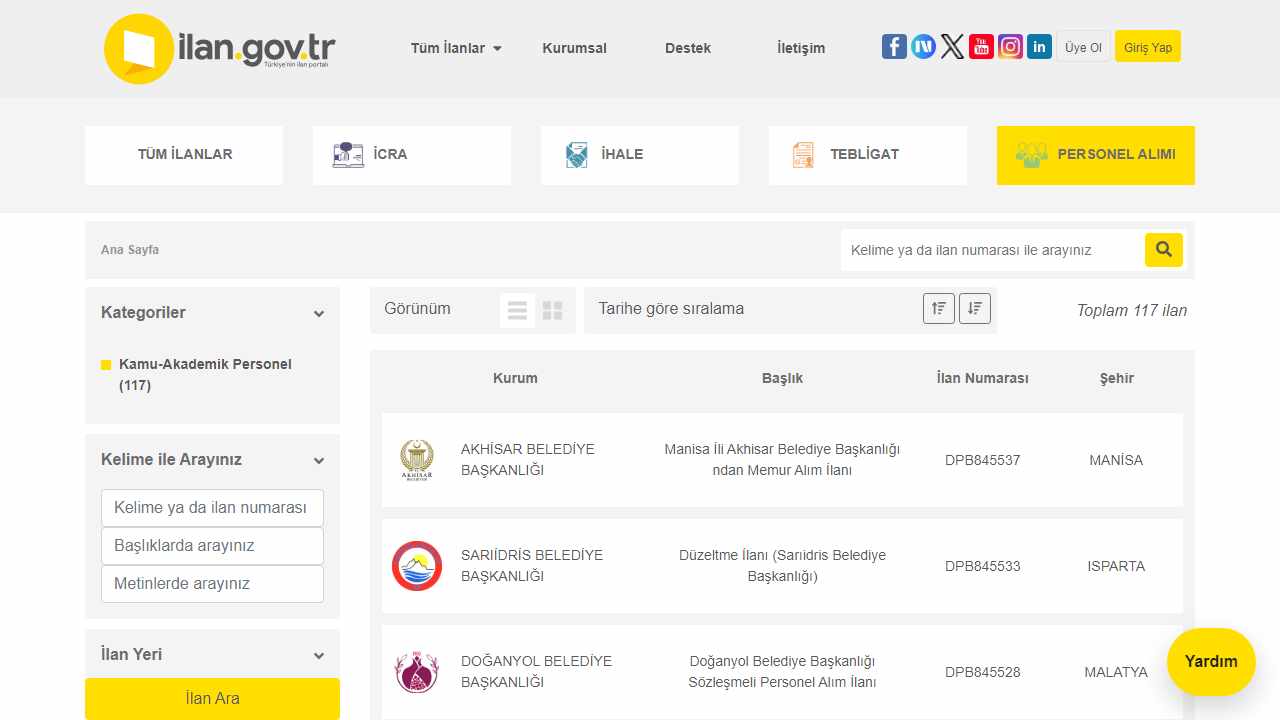 ilan.gov.tr
Türkiye'nin ilan portalı
Tüm İlanlar
Kurumsal
Destek
İletişim
Üye Ol
Giriş Yap
TÜM İLANLAR
İCRA
İHALE
TEBLİGAT
PERSONEL ALIMI
Ana Sayfa
Kelime ya da ilan numarası ile arayınız
Kategoriler
Görünüm
Tarihe göre sıralama
Toplam 117 ilan
Kamu-Akademik Personel
(117)
Kelime ile Arayınız
Kelime ya da ilan numarası
Başlıklarda arayınız
Metinlerde arayınız
İlan Yeri
İlan Ara
Kurum
Başlık
İlan Numarası
Şehir
AKHİSAR
AKHİSAR BELEDİYE
BAŞKANLIĞI
Manisa İli Akhisar Belediye Başkanlığı
ndan Memur Alım İlanı
DPB845537
MANİSA
SARIİDRİS BELEDİYE
BAŞKANLIĞI
Düzeltme İlanı (Sarıidris Belediye
Başkanlığı)
DPB845533
ISPARTA
DOĞANYOL BELEDİYE
BAŞKANLIĞI
Doğanyol Belediye Başkanlığı
Sözleşmeli Personel Alım İlanı
DPB845528
MALATYA
Yardım